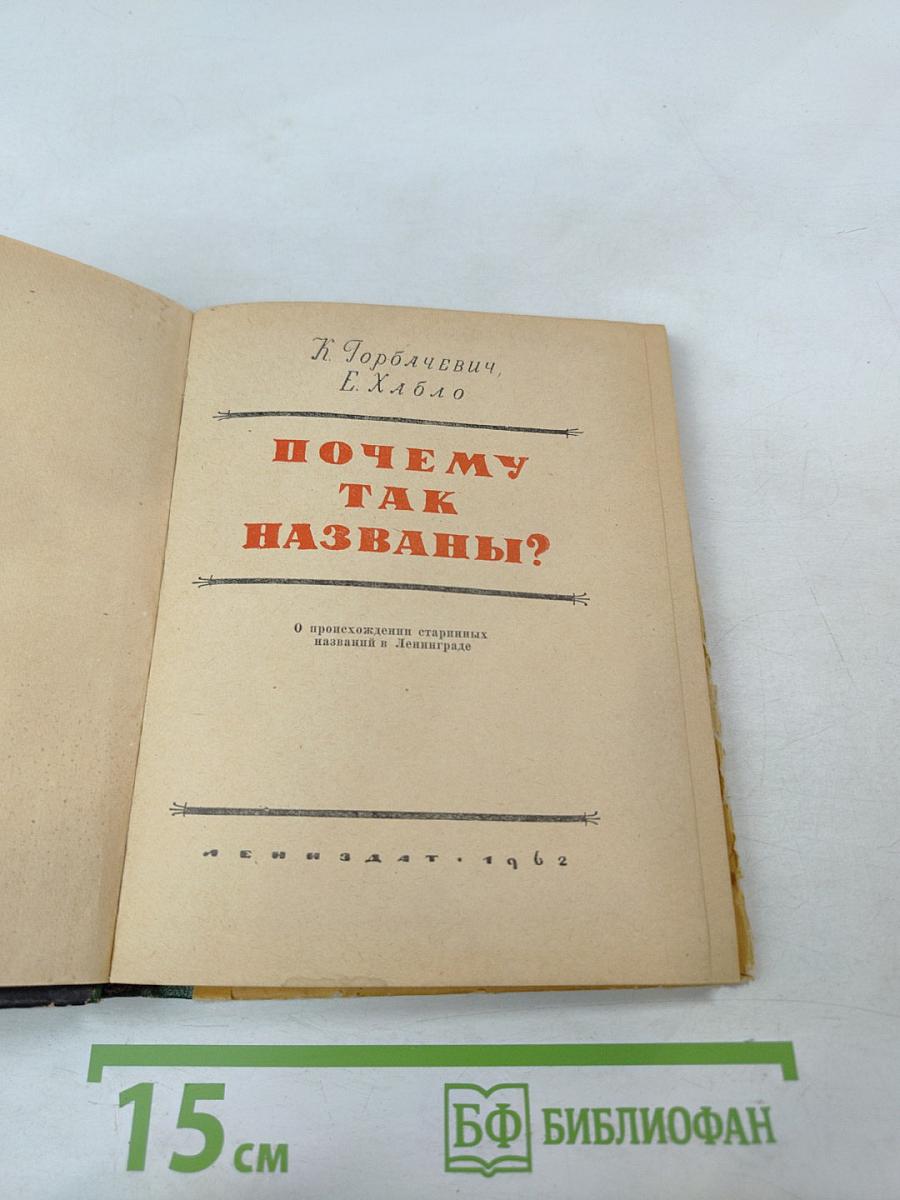 К. Горбачевич,
Е. Хабло
ПОЧЕМУ
ТАК
НАЗВАНЫ?
О происхождении старинных
названий в Ленинграде
ЛЕНИЗДАТ · 1962
15 см
БФ БИБЛИОФАН